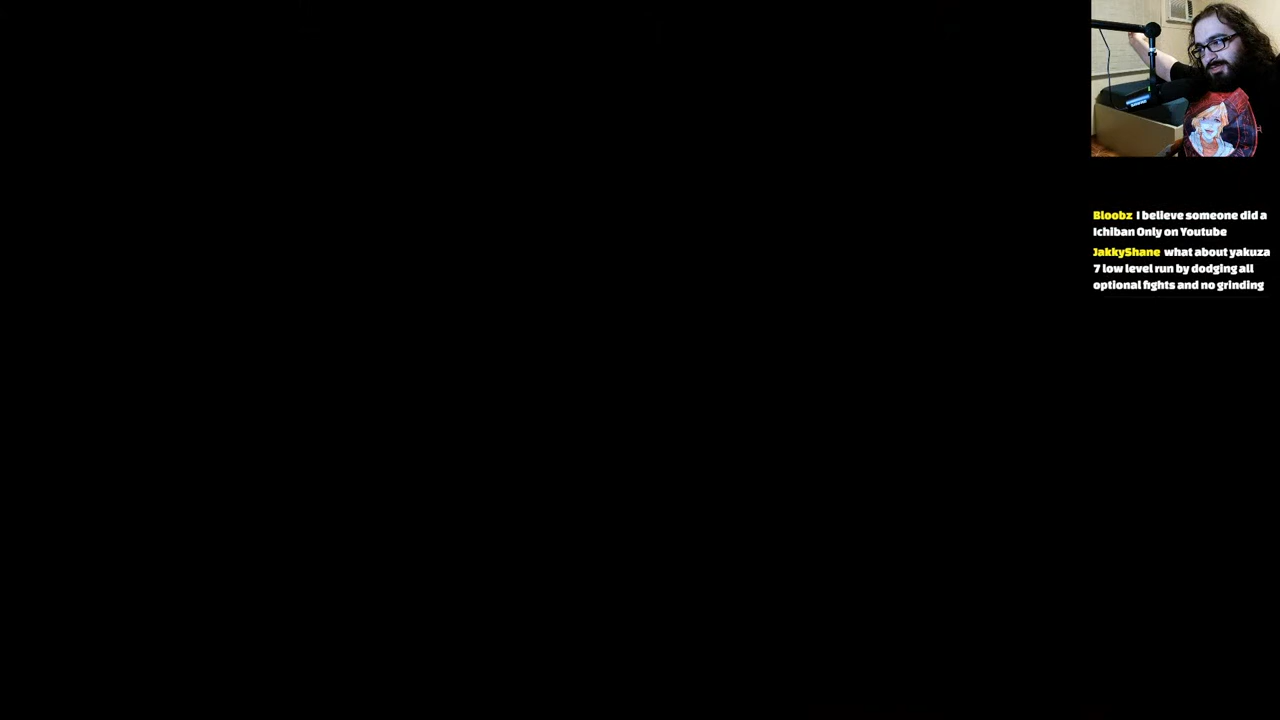 Bloobz I believe someone did a
Ichiban Only on Youtube
JakkyShane what about yakuza
7 low level run by dodging all
optional fights and no grinding